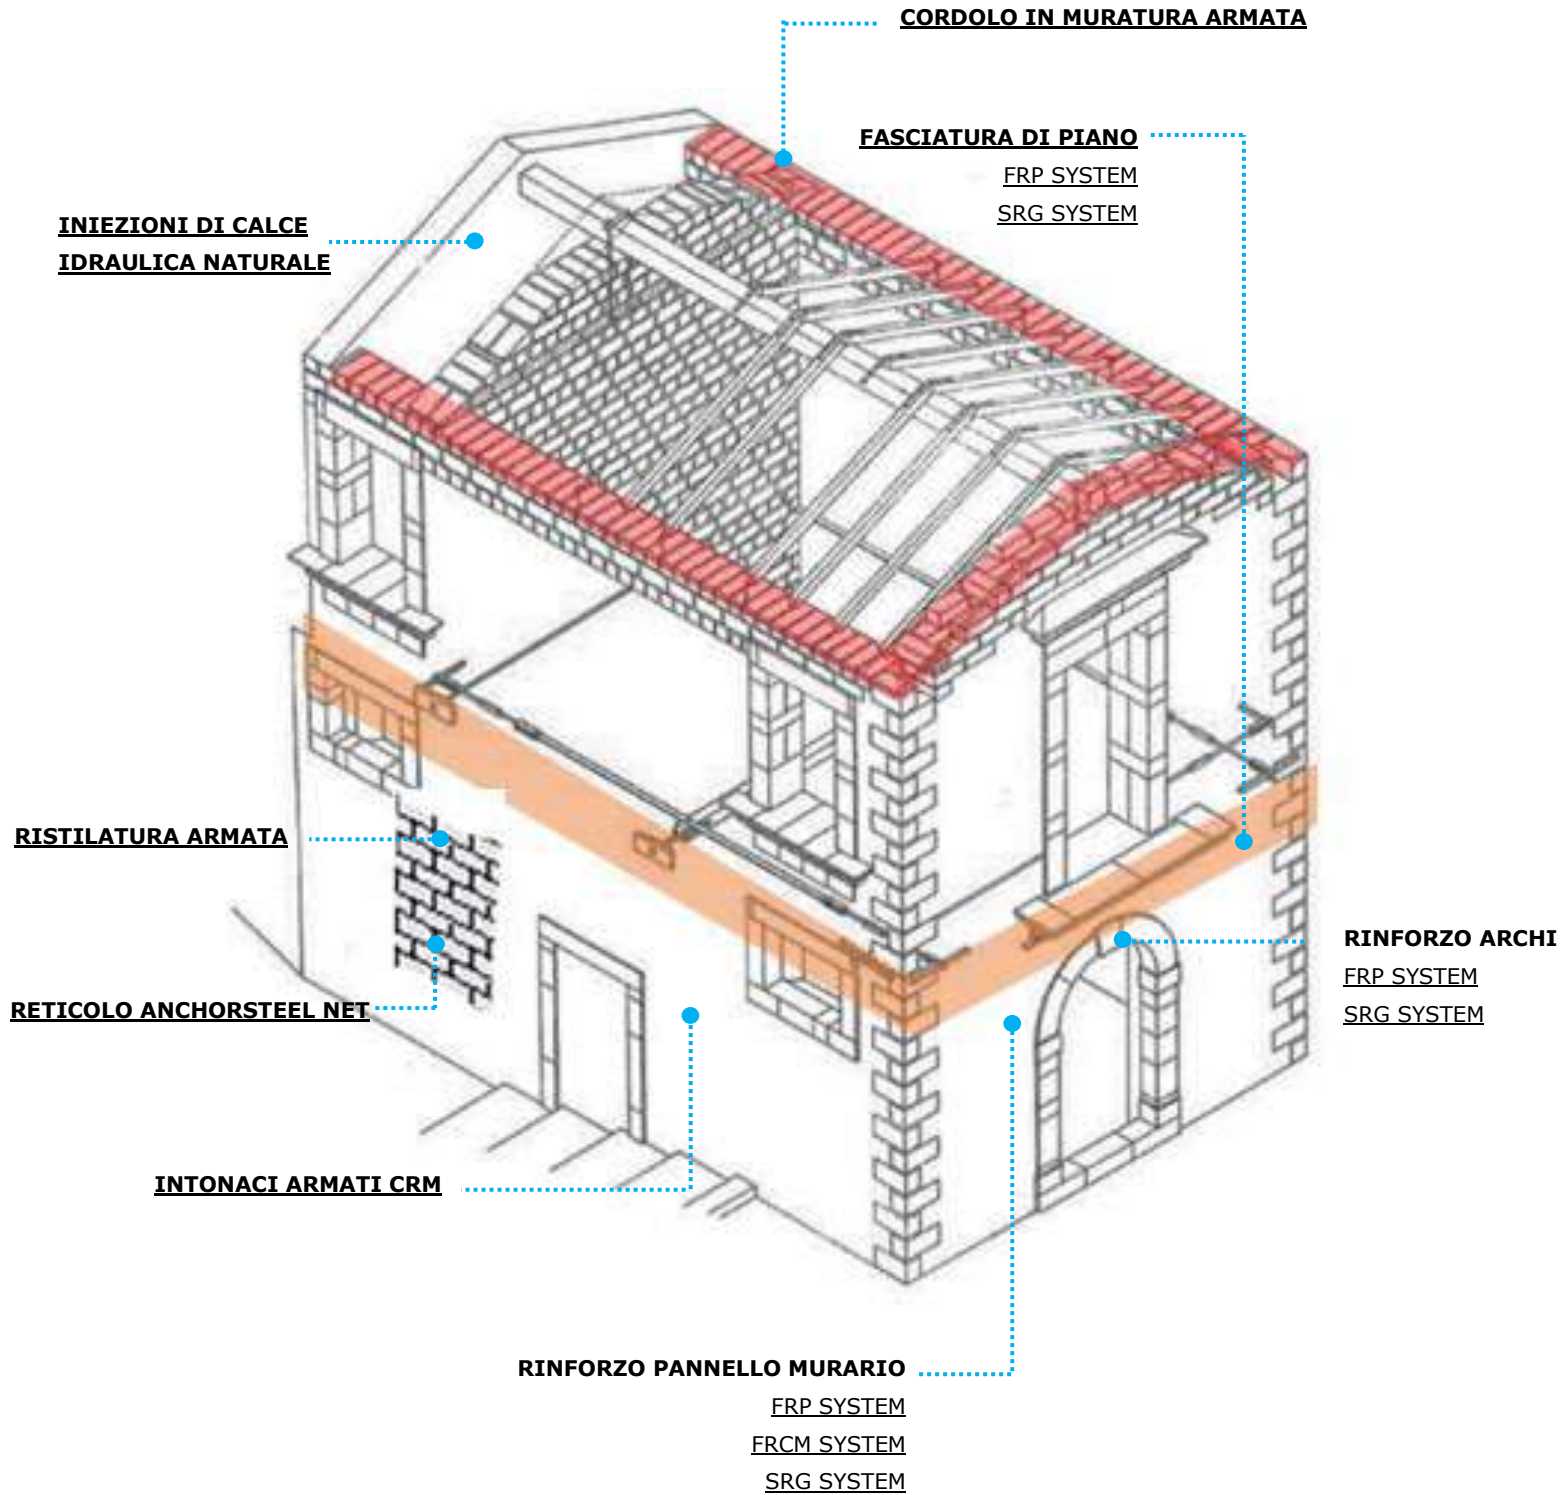 CORDOLO IN MURATURA ARMATA
FASCIATURA DI PIANO
FRP SYSTEM
SRG SYSTEM
INIEZIONI DI CALCE
IDRAULICA NATURALE
RISTILATURA ARMATA
RETICOLO ANCHORSTEEL NET
RINFORZO ARCHI
FRP SYSTEM
SRG SYSTEM
INTONACI ARMATI CRM
RINFORZO PANNELLO MURARIO
FRP SYSTEM
FRCM SYSTEM
SRG SYSTEM